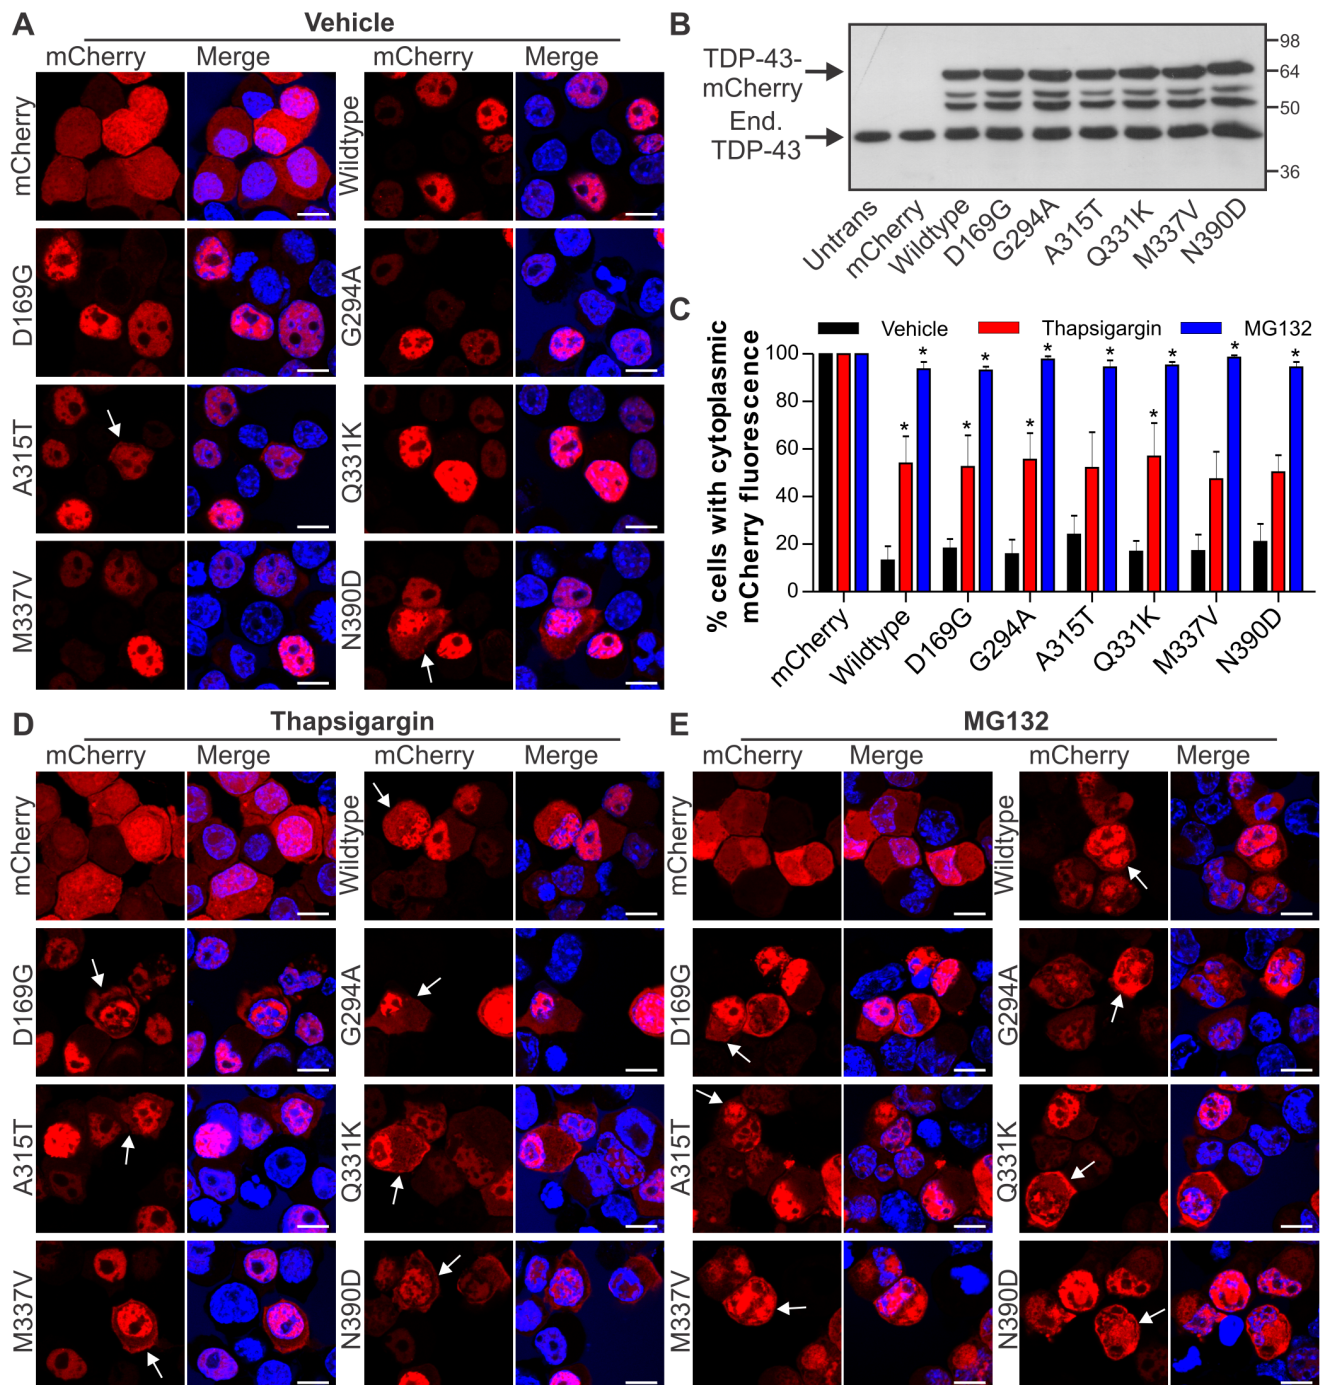 A
Vehicle
mCherry Merge mCherry Merge
mCherry
Wildtype
D169G
G294A
A315T
Q331K
M337V
N390D
B
TDP-43-
mCherry
End.
TDP-43
98
64
50
36
Untrans
mCherry
Wildtype
D169G
G294A
A315T
Q331K
M337V
N390D
C
Vehicle Thapsigargin MG132
% cells with cytoplasmic
mCherry fluorescence
100
80
60
40
20
0
* * * * * * *
* * * *
mCherry
Wildtype
D169G
G294A
A315T
Q331K
M337V
N390D
D
Thapsigargin
mCherry Merge mCherry Merge
mCherry
Wildtype
D169G
G294A
A315T
Q331K
M337V
N390D
E
MG132
mCherry Merge mCherry Merge
mCherry
Wildtype
D169G
G294A
A315T
Q331K
M337V
N390D